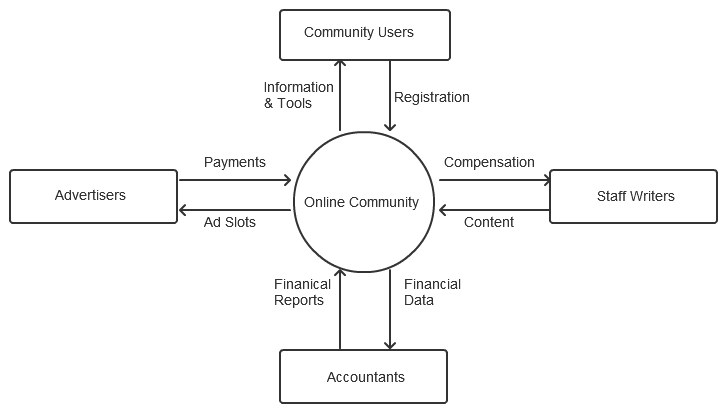 Community Users
Information
& Tools
Registration
Payments
Compensation
Advertisers
Online Community
Staff Writers
Ad Slots
Content
Finanical
Reports
Financial
Data
Accountants